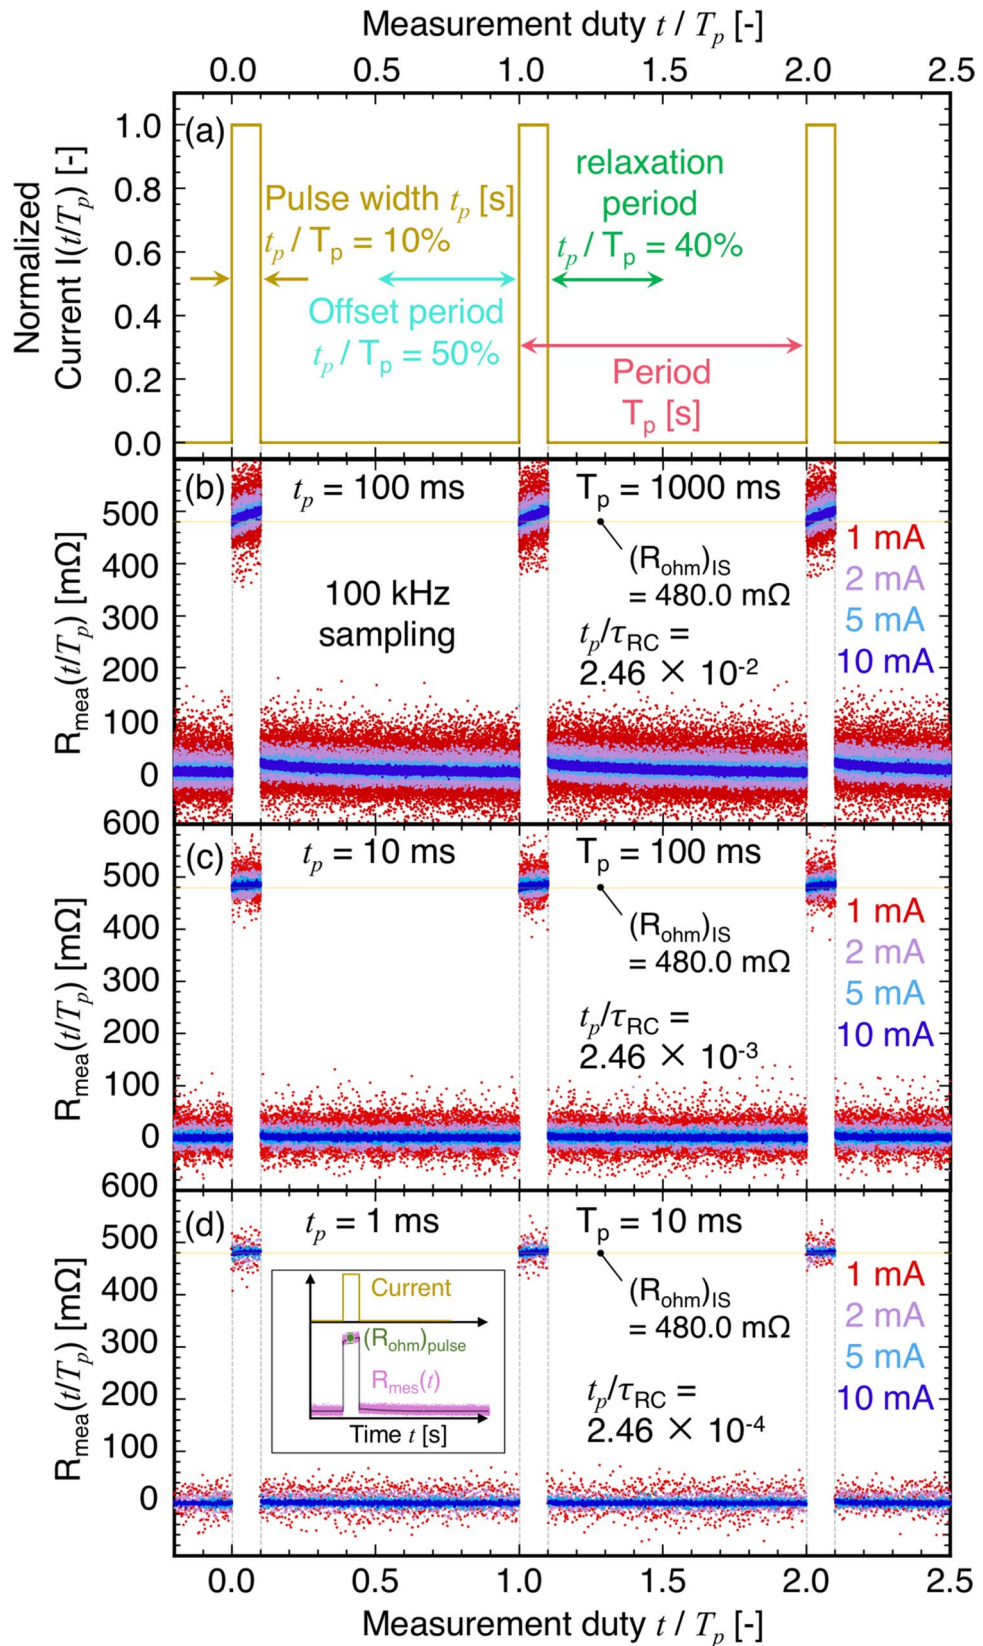 Measurement duty t / Tp [-]
0.0 0.5 1.0 1.5 2.0 2.5
Normalized
Current I(t/Tp) [-]
1.0
0.8
0.6
0.4
0.2
0.0
(a)
Pulse width tp [s]
tp / Tp = 10%
Offset period
tp / Tp = 50%
relaxation
period
tp / Tp = 40%
Period
Tp [s]
Rmea(t/Tp) [mΩ]
500
400
300
200
100
0
(b)
tp = 100 ms
Tp = 1000 ms
100 kHz
sampling
(Rohm)IS
= 480.0 mΩ
tp/τRC =
2.46 × 10-2
1 mA
2 mA
5 mA
10 mA
Rmea(t/Tp) [mΩ]
600
500
400
300
200
100
0
(c)
tp = 10 ms
Tp = 100 ms
(Rohm)IS
= 480.0 mΩ
tp/τRC =
2.46 × 10-3
1 mA
2 mA
5 mA
10 mA
Rmea(t/Tp) [mΩ]
600
500
400
300
200
100
0
(d)
tp = 1 ms
Tp = 10 ms
Current
(Rohm)pulse
Rmes(t)
Time t [s]
(Rohm)IS
= 480.0 mΩ
tp/τRC =
2.46 × 10-4
1 mA
2 mA
5 mA
10 mA
0.0 0.5 1.0 1.5 2.0 2.5
Measurement duty t / Tp [-]